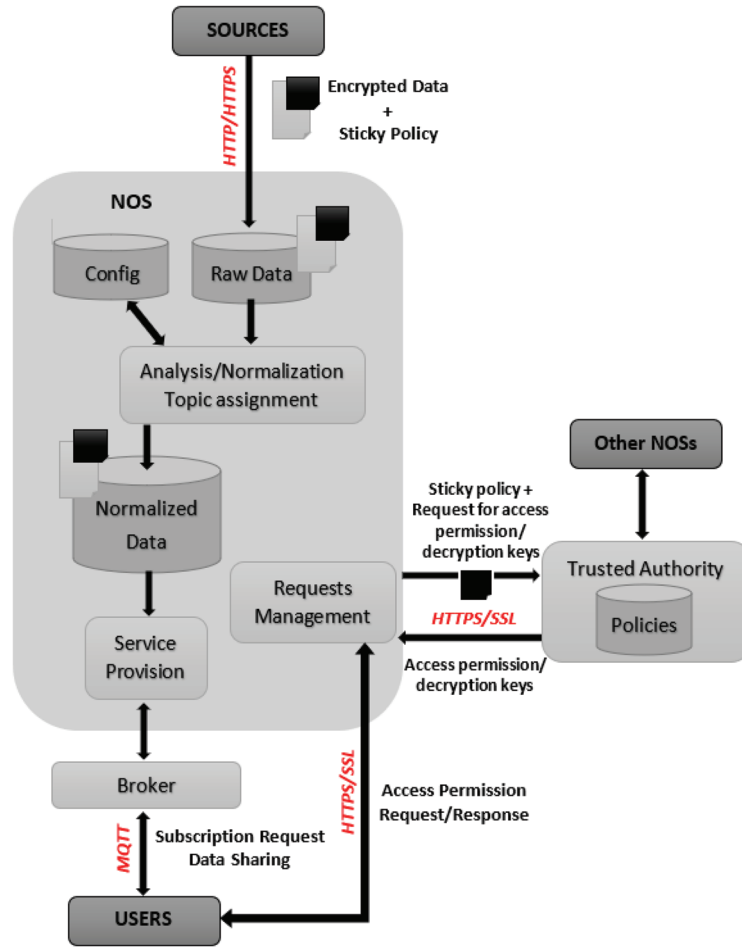 SOURCES
HTTP/HTTPS
Encrypted Data
+
Sticky Policy
NOS
Config
Raw Data
Analysis/Normalization
Topic assignment
Normalized
Data
Service
Provision
Requests
Management
Sticky policy +
Request for access
permission/
decryption keys
HTTPS/SSL
Access permission/
decryption keys
Other NOSs
Trusted Authority
Policies
Broker
MQTT
Subscription Request
Data Sharing
HTTPS/SSL
Access Permission
Request/Response
USERS